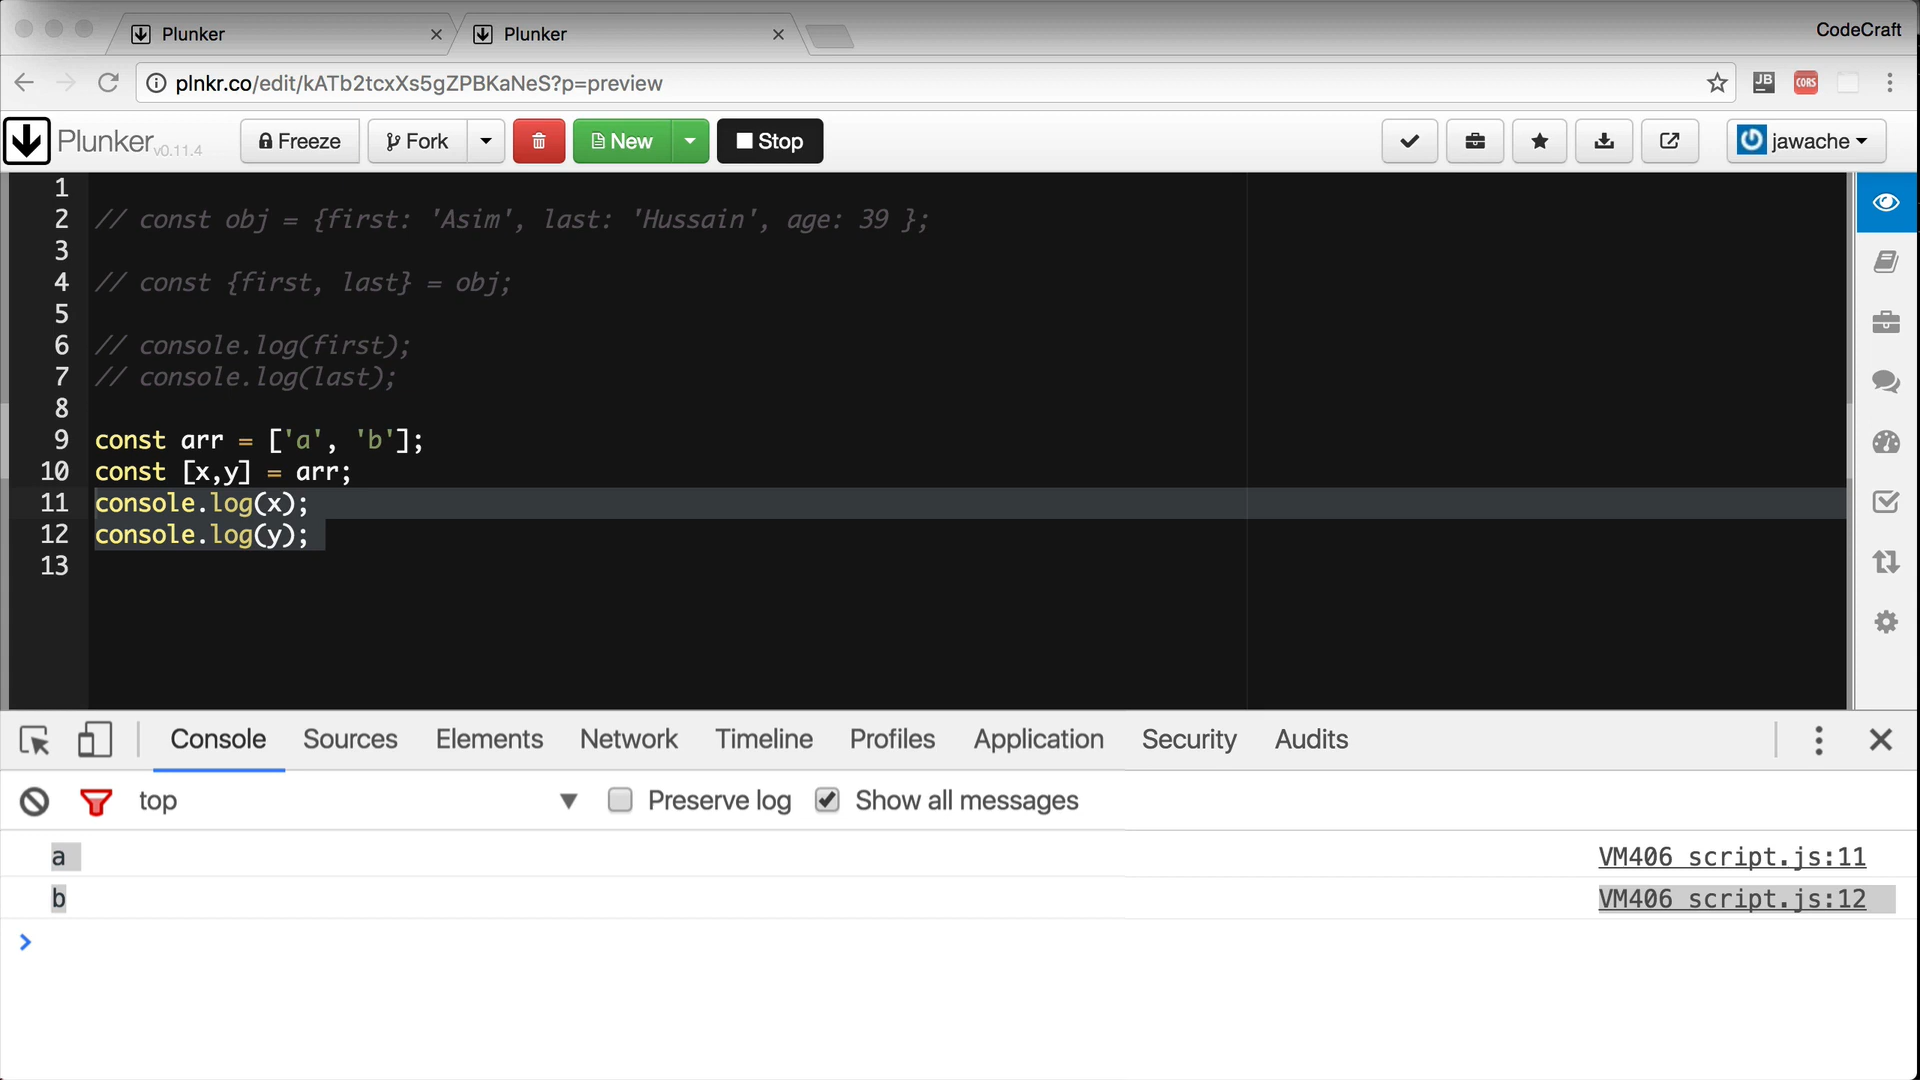 Plunker
Plunker
CodeCraft
plnkr.co/edit/kATb2tcxXs5gZPBKaNeS?p=preview
JB
CORS
Plunker v0.11.4
Freeze
Fork
New
Stop
jawache
1
2 // const obj = {first: 'Asim', last: 'Hussain', age: 39 };
3
4 // const {first, last} = obj;
5
6 // console.log(first);
7 // console.log(last);
8
9 const arr = ['a', 'b'];
10 const [x,y] = arr;
11 console.log(x);
12 console.log(y);
13
Console Sources Elements Network Timeline Profiles Application Security Audits
top Preserve log Show all messages
a VM406 script.js:11
b VM406 script.js:12